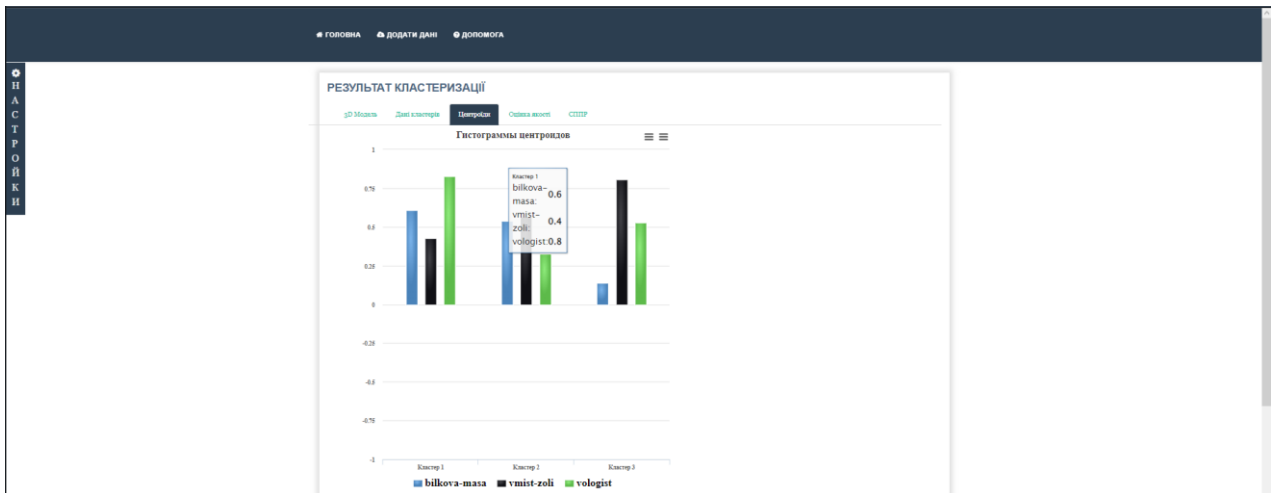 ГОЛОВНА ДОДАТИ ДАНІ ДОПОМОГА
НАСТРОЙКИ
РЕЗУЛЬТАТ КЛАСТЕРИЗАЦІЇ
3D Модель Дані кластерів Центроїди Оцінка якості СППР
Гистограммы центроидов
1
0.75
0.5
0.25
0
-0.25
-0.5
-0.75
-1
Кластер 1
bilkova-
masa: 0.6
vmist-
zoli: 0.4
vologist: 0.8
Кластер 1 Кластер 2 Кластер 3
bilkova-masa vmist-zoli vologist